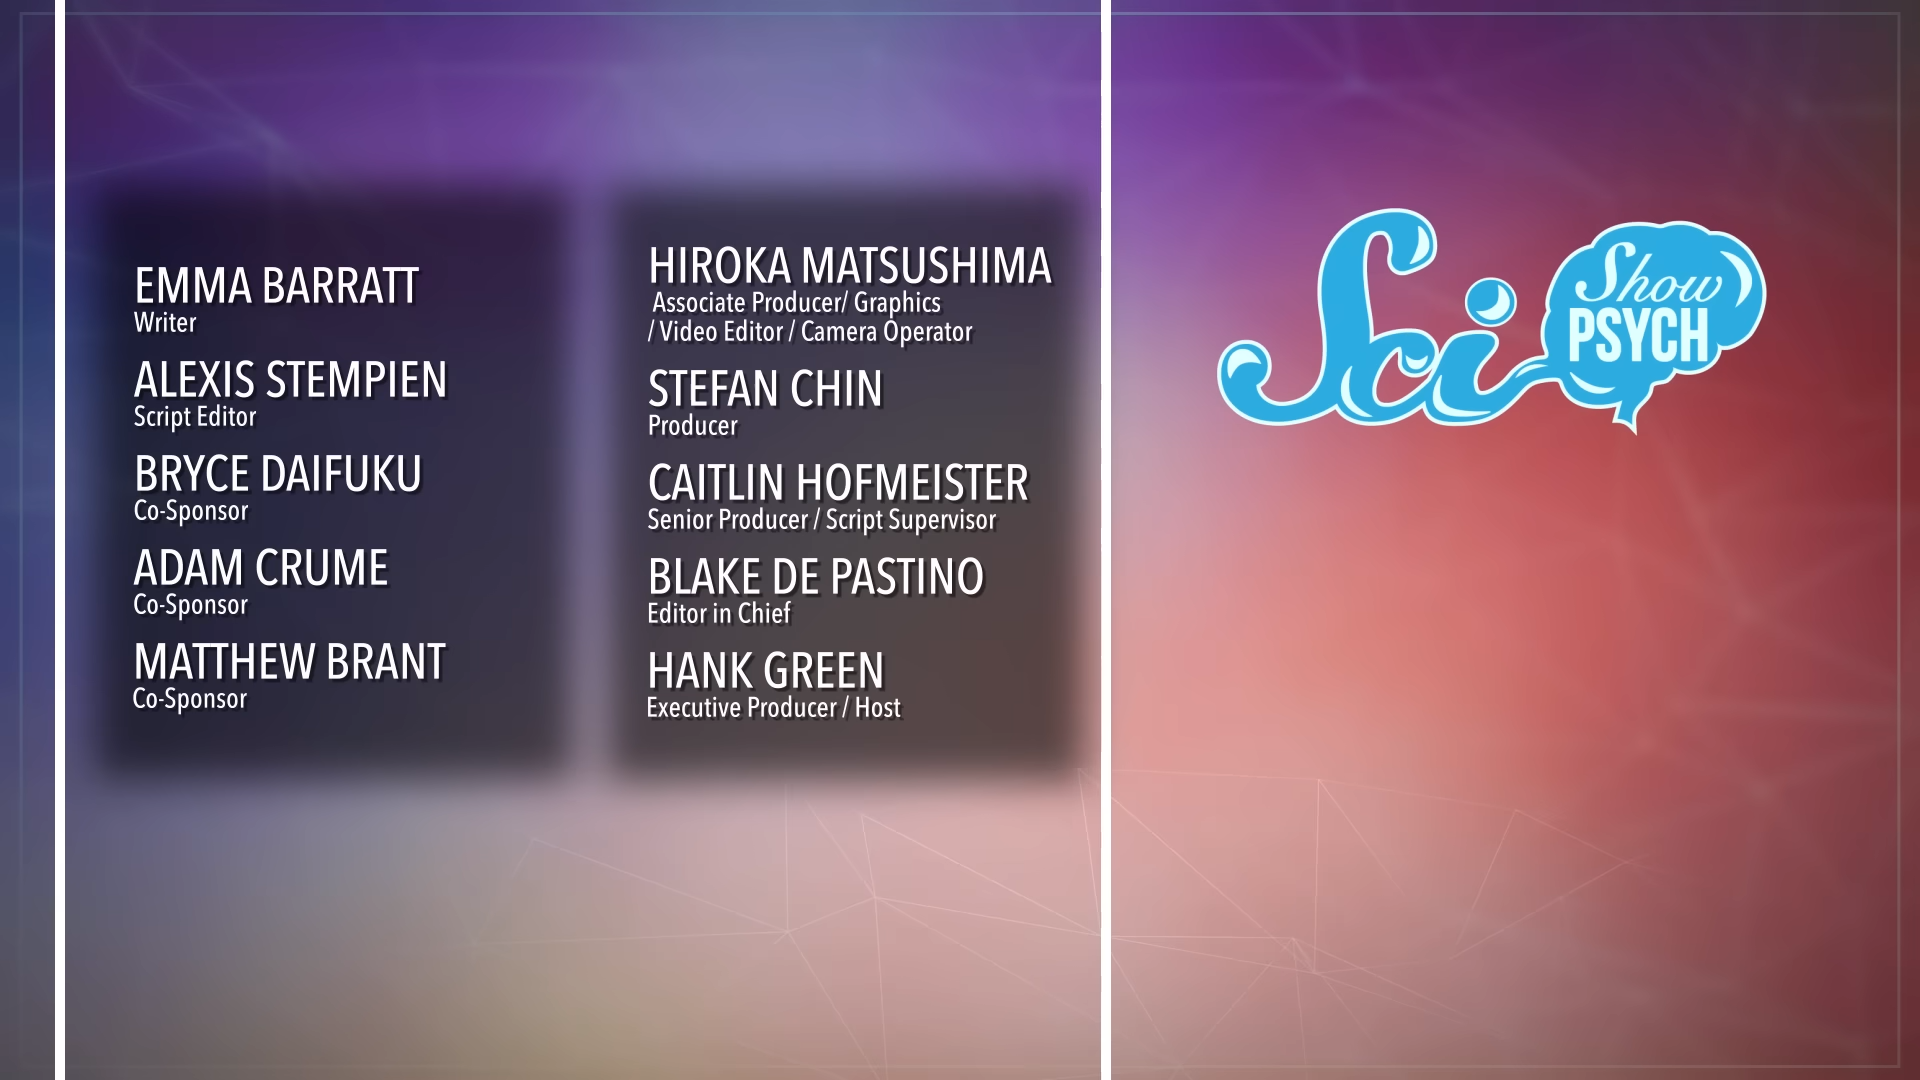 EMMA BARRATT
Writer
ALEXIS STEMPIEN
Script Editor
BRYCE DAIFUKU
Co-Sponsor
ADAM CRUME
Co-Sponsor
MATTHEW BRANT
Co-Sponsor
HIROKA MATSUSHIMA
Associate Producer/ Graphics
/ Video Editor / Camera Operator
STEFAN CHIN
Producer
CAITLIN HOFMEISTER
Senior Producer / Script Supervisor
BLAKE DE PASTINO
Editor in Chief
HANK GREEN
Executive Producer / Host
Sci
Show
PSYCH